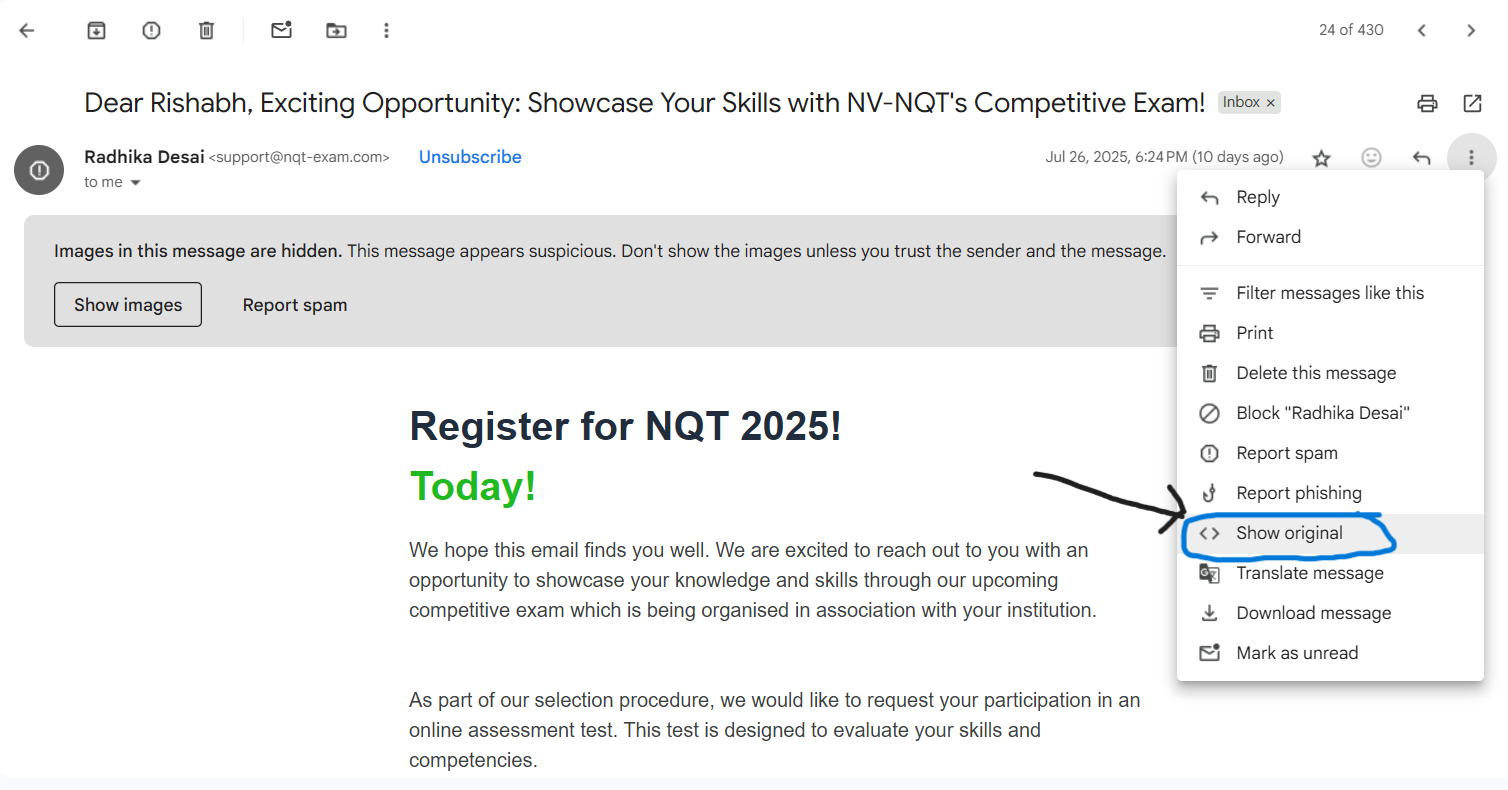 24 of 430
Dear Rishabh, Exciting Opportunity: Showcase Your Skills with NV-NQT's Competitive Exam! Inbox ×
Radhika Desai <support@nqt-exam.com> Unsubscribe Jul 26, 2025, 6:24 PM (10 days ago)
to me
Images in this message are hidden. This message appears suspicious. Don't show the images unless you trust the sender and the message.
Show images Report spam
Register for NQT 2025!
Today!
We hope this email finds you well. We are excited to reach out to you with an
opportunity to showcase your knowledge and skills through our upcoming
competitive exam which is being organised in association with your institution.
As part of our selection procedure, we would like to request your participation in an
online assessment test. This test is designed to evaluate your skills and
competencies.
Reply
Forward
Filter messages like this
Print
Delete this message
Block "Radhika Desai"
Report spam
Report phishing
Show original
Translate message
Download message
Mark as unread